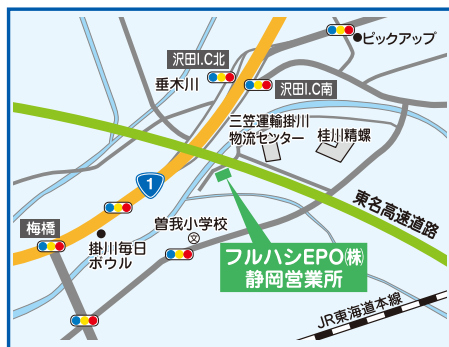 ピックアップ
沢田I.C北
垂木川
沢田I.C南
三笠運輸掛川
物流センター
桂川精螺
1
東名高速道路
梅橋
曽我小学校
文
掛川毎日
ボウル
フルハシEPO㈱
静岡営業所
JR東海道本線